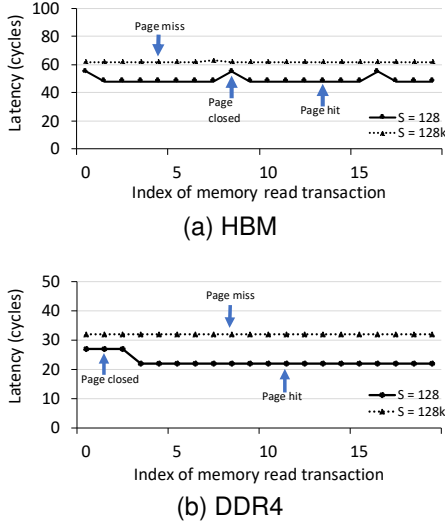 Latency (cycles)
100
80
60
40
20
0
Page miss
Page closed
Page hit
S = 128
S = 128k
0 5 10 15
Index of memory read transaction
(a) HBM
Latency (cycles)
50
40
30
20
10
0
Page miss
Page closed
Page hit
S = 128
S = 128k
0 5 10 15
Index of memory read transaction
(b) DDR4